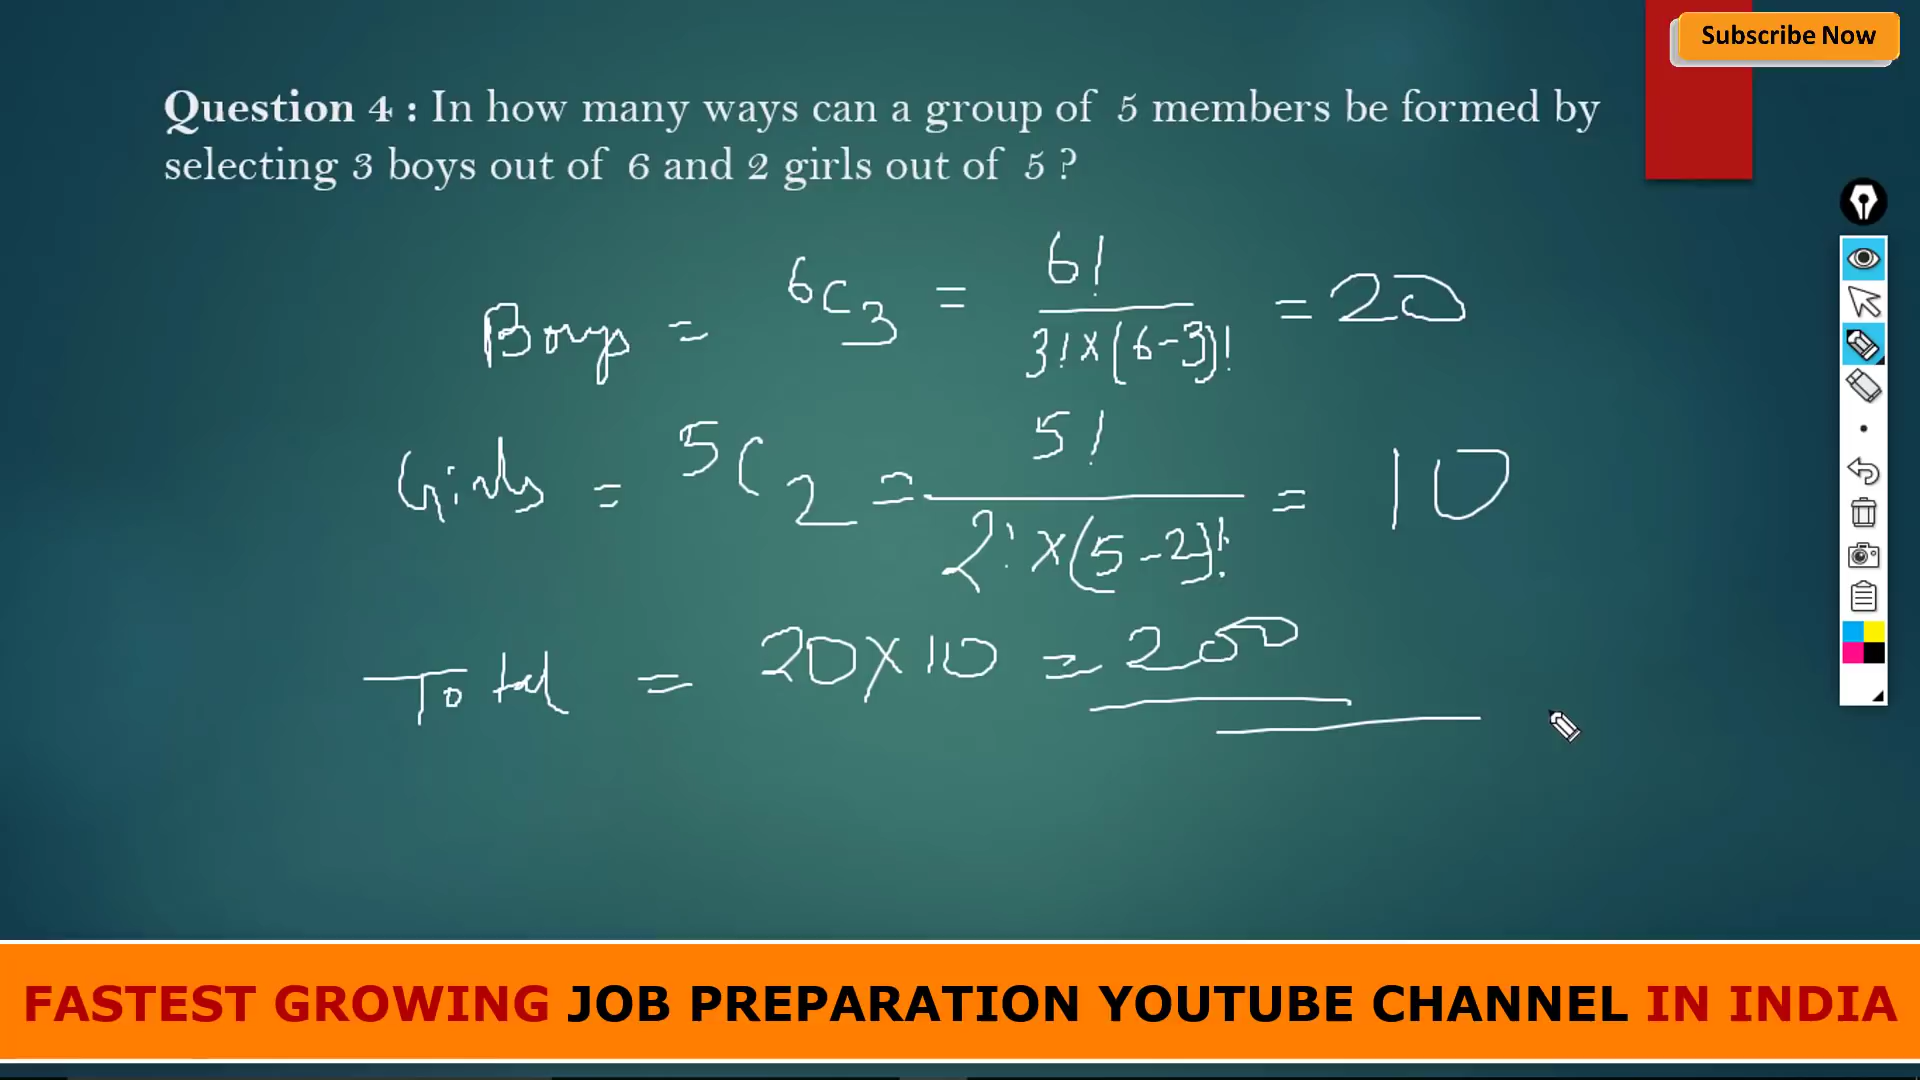 Subscribe Now
Question 4 : In how many ways can a group of 5 members be formed by
selecting 3 boys out of 6 and 2 girls out of 5 ?
Boys = ⁶C₃ = 6! / 3! × (6-3)! = 20
Girls = ⁵C₂ = 5! / 2! × (5-2)! = 10
Total = 20 × 10 = 200
FASTEST GROWING JOB PREPARATION YOUTUBE CHANNEL IN INDIA